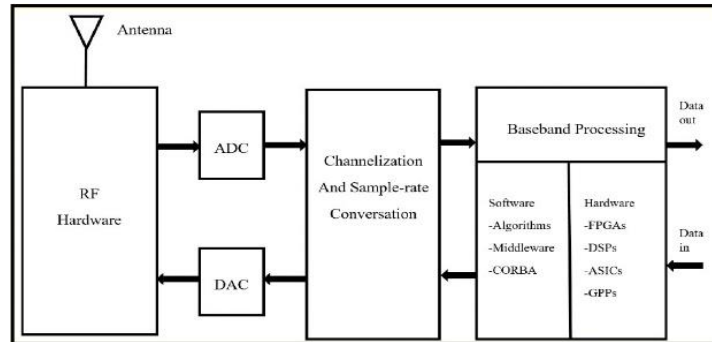 Antenna
RF
Hardware
ADC
DAC
Channelization
And Sample-rate
Conversation
Baseband Processing
Software
-Algorithms
-Middleware
-CORBA
Hardware
-FPGAs
-DSPs
-ASICs
-GPPs
Data
out
Data
in